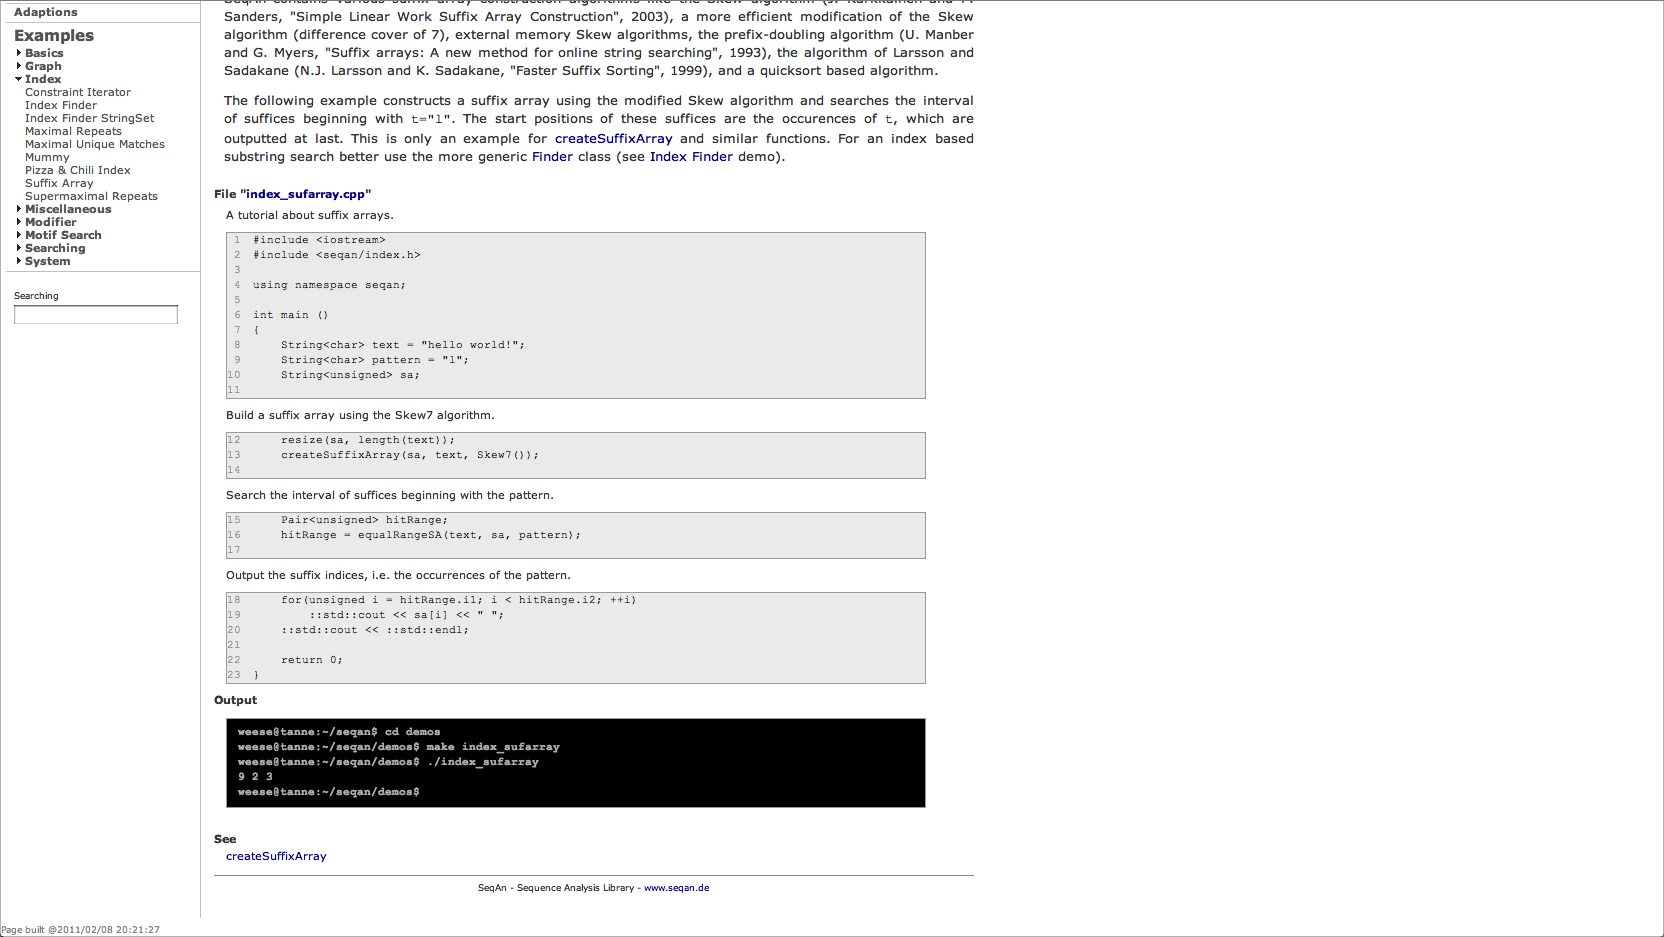 Adaptions
Examples
Basics
Graph
Index
Constraint Iterator
Index Finder
Index Finder StringSet
Maximal Repeats
Maximal Unique Matches
Mummy
Pizza & Chili Index
Suffix Array
Supermaximal Repeats
Miscellaneous
Modifier
Motif Search
Searching
System
Searching
Sanders, "Simple Linear Work Suffix Array Construction", 2003), a more efficient modification of the Skew
algorithm (difference cover of 7), external memory Skew algorithms, the prefix-doubling algorithm (U. Manber
and G. Myers, "Suffix arrays: A new method for online string searching", 1993), the algorithm of Larsson and
Sadakane (N.J. Larsson and K. Sadakane, "Faster Suffix Sorting", 1999), and a quicksort based algorithm.
The following example constructs a suffix array using the modified Skew algorithm and searches the interval
of suffices beginning with t="l". The start positions of these suffices are the occurences of t, which are
outputted at last. This is only an example for createSuffixArray and similar functions. For an index based
substring search better use the more generic Finder class (see Index Finder demo).
File "index_sufarray.cpp"
A tutorial about suffix arrays.
1 #include <iostream>
2 #include <seqan/index.h>
3
4 using namespace seqan;
5
6 int main ()
7 {
8 String<char> text = "hello world!";
9 String<char> pattern = "l";
10 String<unsigned> sa;
11
Build a suffix array using the Skew7 algorithm.
12 resize(sa, length(text));
13 createSuffixArray(sa, text, Skew7());
14
Search the interval of suffices beginning with the pattern.
15 Pair<unsigned> hitRange;
16 hitRange = equalRangeSA(text, sa, pattern);
17
Output the suffix indices, i.e. the occurrences of the pattern.
18 for(unsigned i = hitRange.i1; i < hitRange.i2; ++i)
19 ::std::cout << sa[i] << " ";
20 ::std::cout << ::std::endl;
21
22 return 0;
23 }
Output
weese@tanne:~/seqan$ cd demos
weese@tanne:~/seqan/demos$ make index_sufarray
weese@tanne:~/seqan/demos$ ./index_sufarray
9 2 3
weese@tanne:~/seqan/demos$
See
createSuffixArray
SeqAn - Sequence Analysis Library - www.seqan.de
Page built @2011/02/08 20:21:27